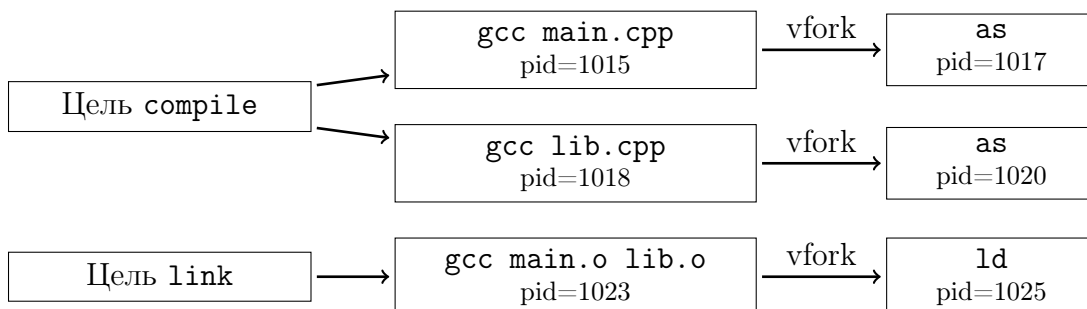 Цель compile
gcc main.cpp
pid=1015
vfork
as
pid=1017
gcc lib.cpp
pid=1018
vfork
as
pid=1020
Цель link
gcc main.o lib.o
pid=1023
vfork
ld
pid=1025